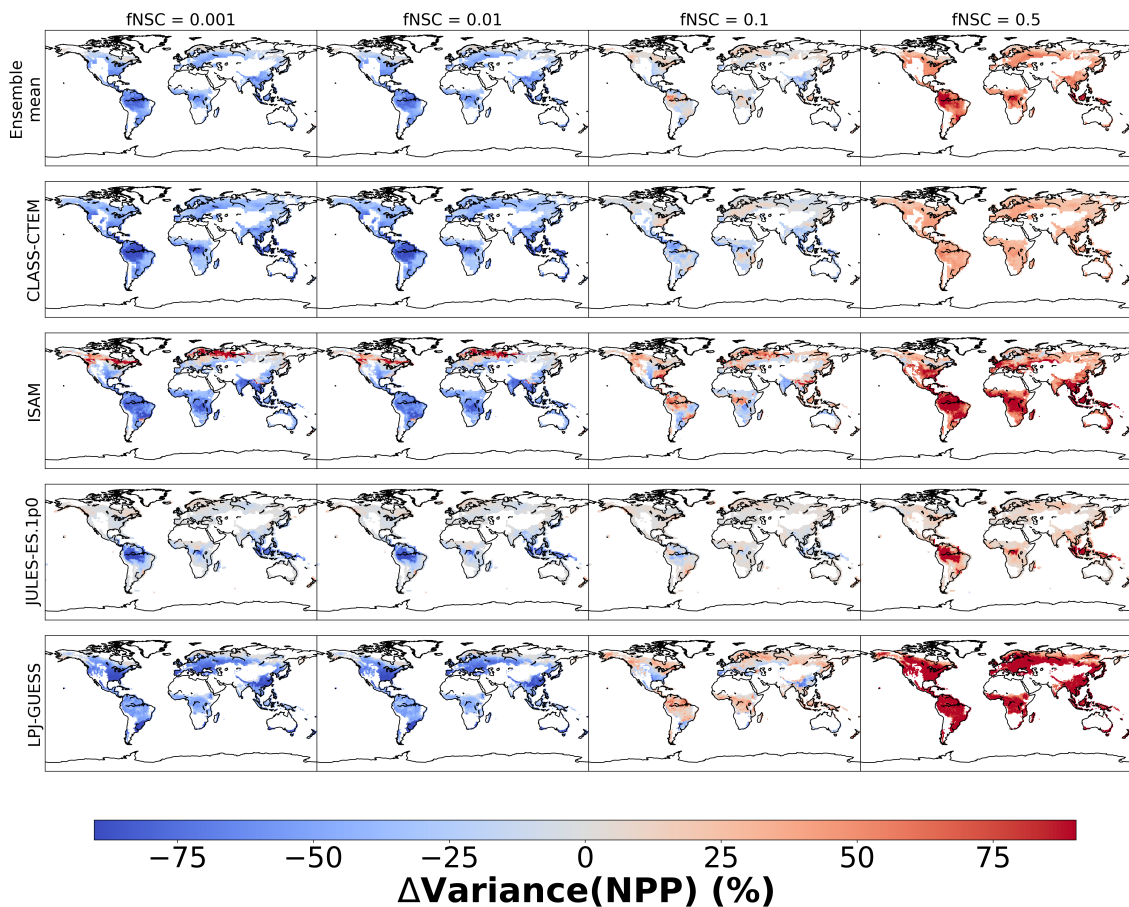 fNSC = 0.001 fNSC = 0.01 fNSC = 0.1 fNSC = 0.5
Ensemble
mean
CLASS-CTEM
ISAM
JULES-ES.1p0
LPJ-GUESS
−75 −50 −25 0 25 50 75
ΔVariance(NPP) (%)